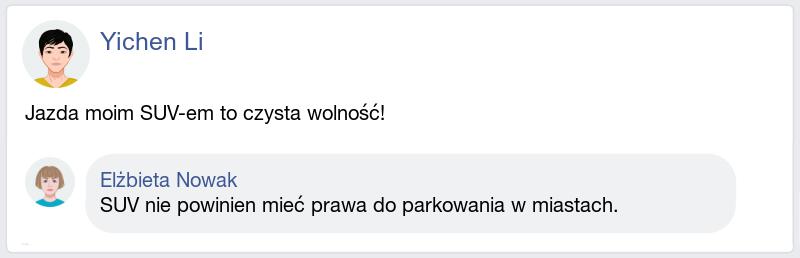 Yichen Li
Jazda moim SUV-em to czysta wolność!
Elżbieta Nowak
SUV nie powinien mieć prawa do parkowania w miastach.